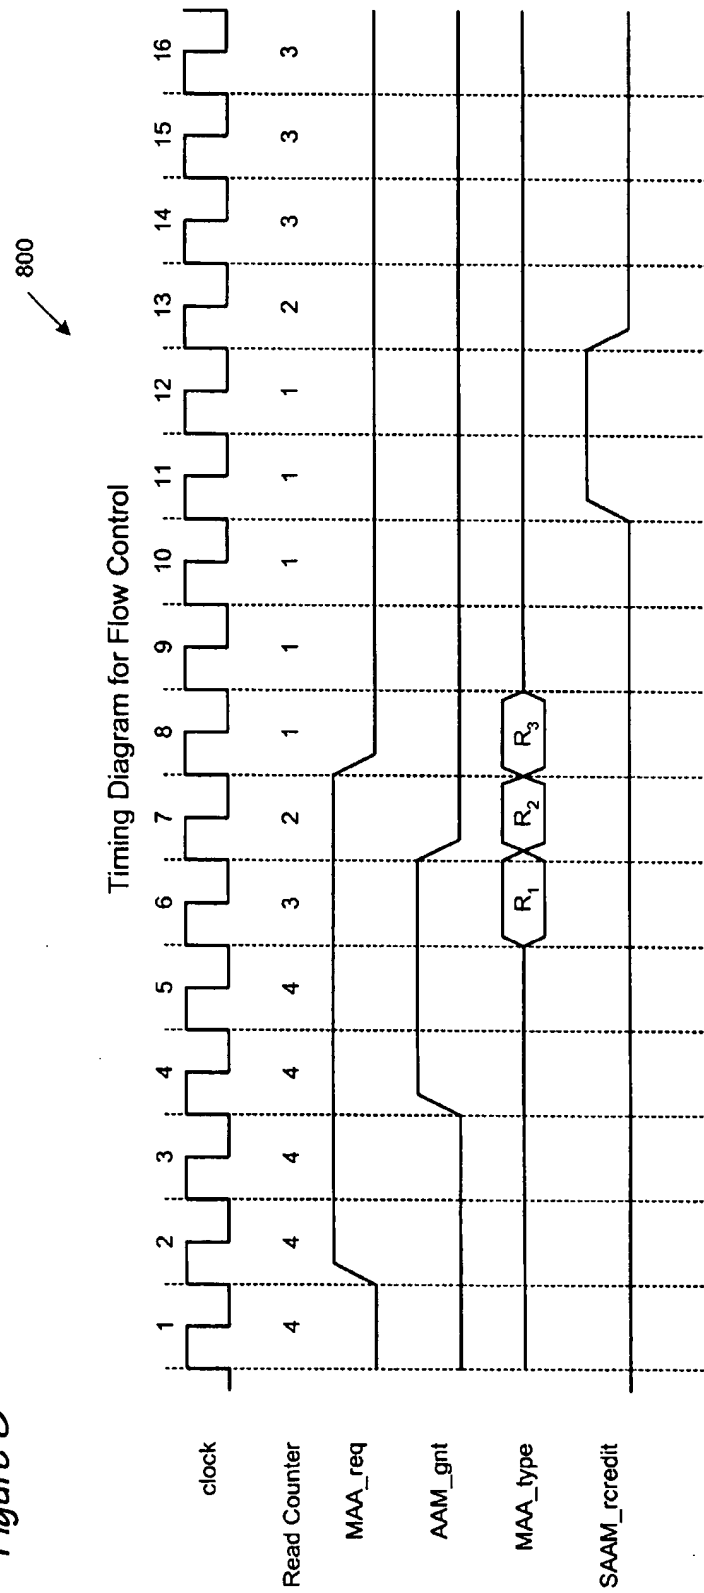 Figure 8
800
Timing Diagram for Flow Control
1 2 3 4 5 6 7 8 9 10 11 12 13 14 15 16
clock
Read Counter 4 4 4 4 4 3 2 1 1 1 1 1 2 3 3 3
MAA_req
AAM_gnt
MAA_type R1 R2 R3
SAAM_rcredit